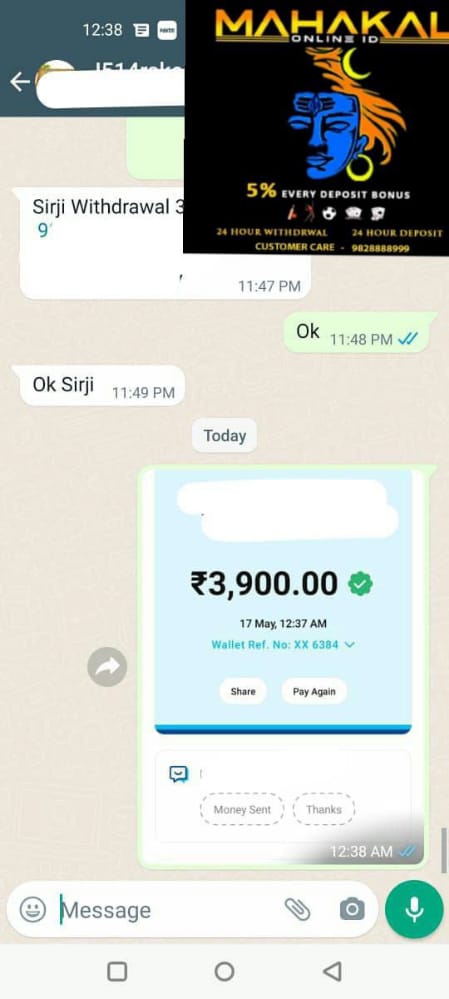 12:38
MAHAKAL
ONLINE ID
5% EVERY DEPOSIT BONUS
24 HOUR WITHDRWAL 24 HOUR DEPOSIT
CUSTOMER CARE - 9828888999
Sirji Withdrawal 3
9
11:47 PM
Ok 11:48 PM
Ok Sirji 11:49 PM
Today
₹3,900.00
17 May, 12:37 AM
Wallet Ref. No: XX 6384
Share Pay Again
Money Sent Thanks
12:38 AM
Message